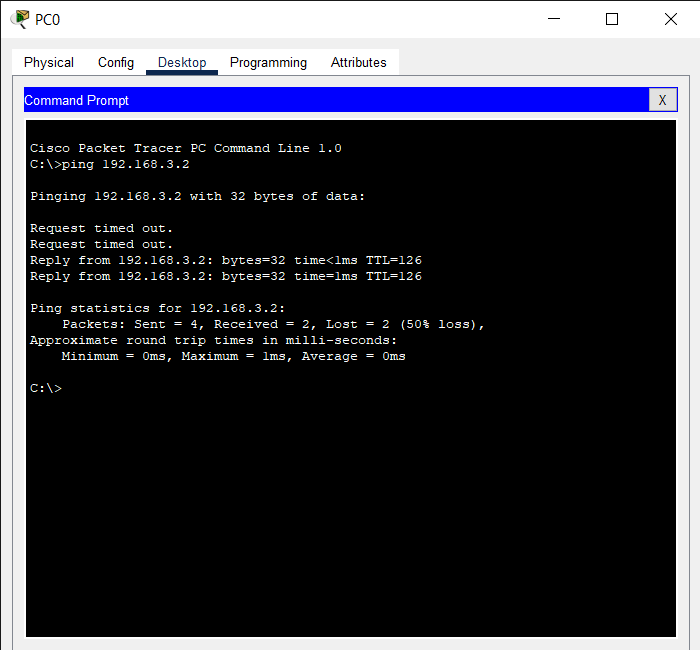 PC0
Physical Config Desktop Programming Attributes
Command Prompt X
Cisco Packet Tracer PC Command Line 1.0
C:\>ping 192.168.3.2
Pinging 192.168.3.2 with 32 bytes of data:
Request timed out.
Request timed out.
Reply from 192.168.3.2: bytes=32 time<1ms TTL=126
Reply from 192.168.3.2: bytes=32 time=1ms TTL=126
Ping statistics for 192.168.3.2:
Packets: Sent = 4, Received = 2, Lost = 2 (50% loss),
Approximate round trip times in milli-seconds:
Minimum = 0ms, Maximum = 1ms, Average = 0ms
C:\>